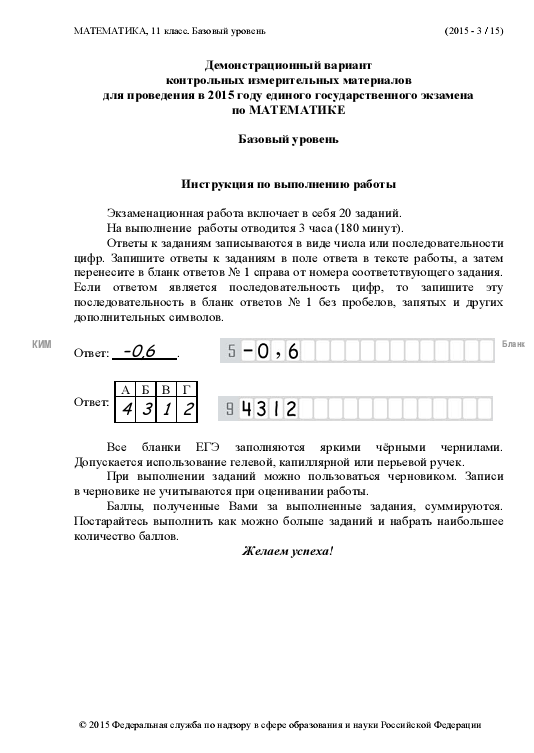 МАТЕМАТИКА, 11 класс. Базовый уровень (2015 - 3 / 15)
Демонстрационный вариант
контрольных измерительных материалов
для проведения в 2015 году единого государственного экзамена
по МАТЕМАТИКЕ
Базовый уровень
Инструкция по выполнению работы
Экзаменационная работа включает в себя 20 заданий.
На выполнение работы отводится 3 часа (180 минут).
Ответы к заданиям записываются в виде числа или последовательности
цифр. Запишите ответы к заданиям в поле ответа в тексте работы, а затем
перенесите в бланк ответов № 1 справа от номера соответствующего задания.
Если ответом является последовательность цифр, то запишите эту
последовательность в бланк ответов № 1 без пробелов, запятых и других
дополнительных символов.
КИМ Ответ: -0,6. 5 -0,6 Бланк
А Б В Г
Ответ: 4 3 1 2 9 4312
Все бланки ЕГЭ заполняются яркими чёрными чернилами.
Допускается использование гелевой, капиллярной или перьевой ручек.
При выполнении заданий можно пользоваться черновиком. Записи
в черновике не учитываются при оценивании работы.
Баллы, полученные Вами за выполненные задания, суммируются.
Постарайтесь выполнить как можно больше заданий и набрать наибольшее
количество баллов.
Желаем успеха!
© 2015 Федеральная служба по надзору в сфере образования и науки Российской Федерации